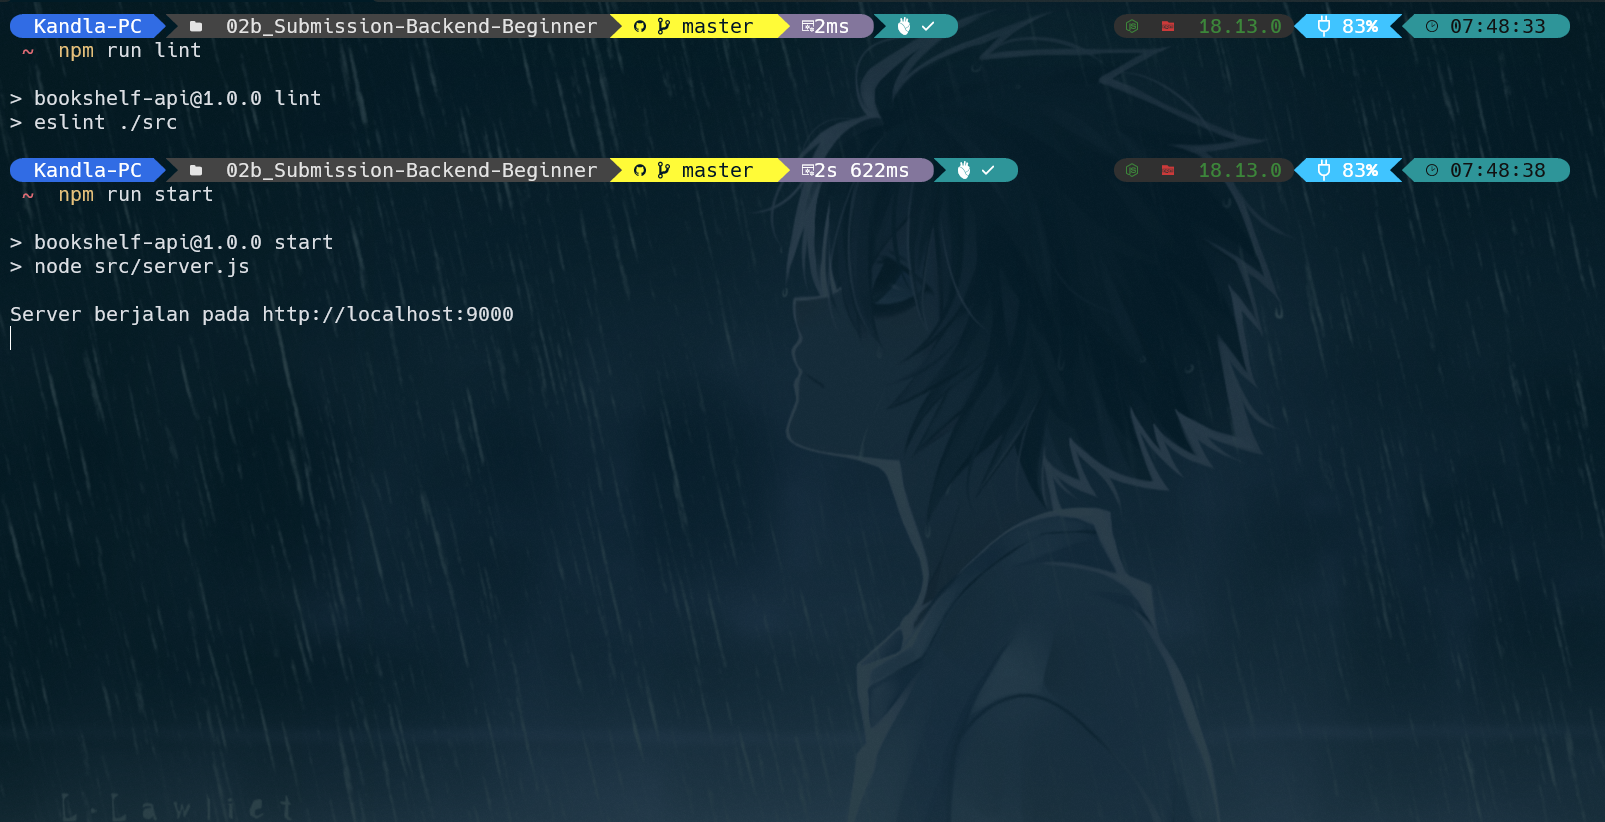 Kandla-PC 02b_Submission-Backend-Beginner master 2ms 18.13.0 83% 07:48:33
~ npm run lint
> bookshelf-api@1.0.0 lint
> eslint ./src
Kandla-PC 02b_Submission-Backend-Beginner master 2s 622ms 18.13.0 83% 07:48:38
~ npm run start
> bookshelf-api@1.0.0 start
> node src/server.js
Server berjalan pada http://localhost:9000
L.Lawliet